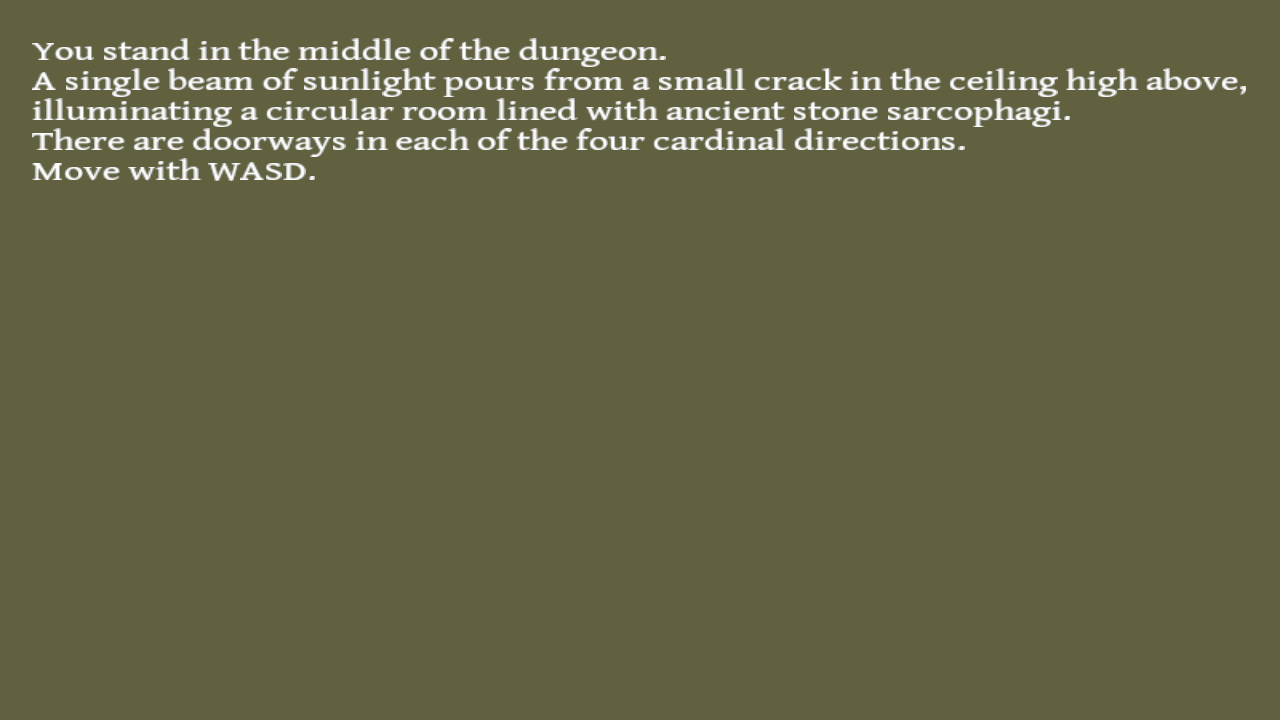 You stand in the middle of the dungeon.
A single beam of sunlight pours from a small crack in the ceiling high above,
illuminating a circular room lined with ancient stone sarcophagi.
There are doorways in each of the four cardinal directions.
Move with WASD.